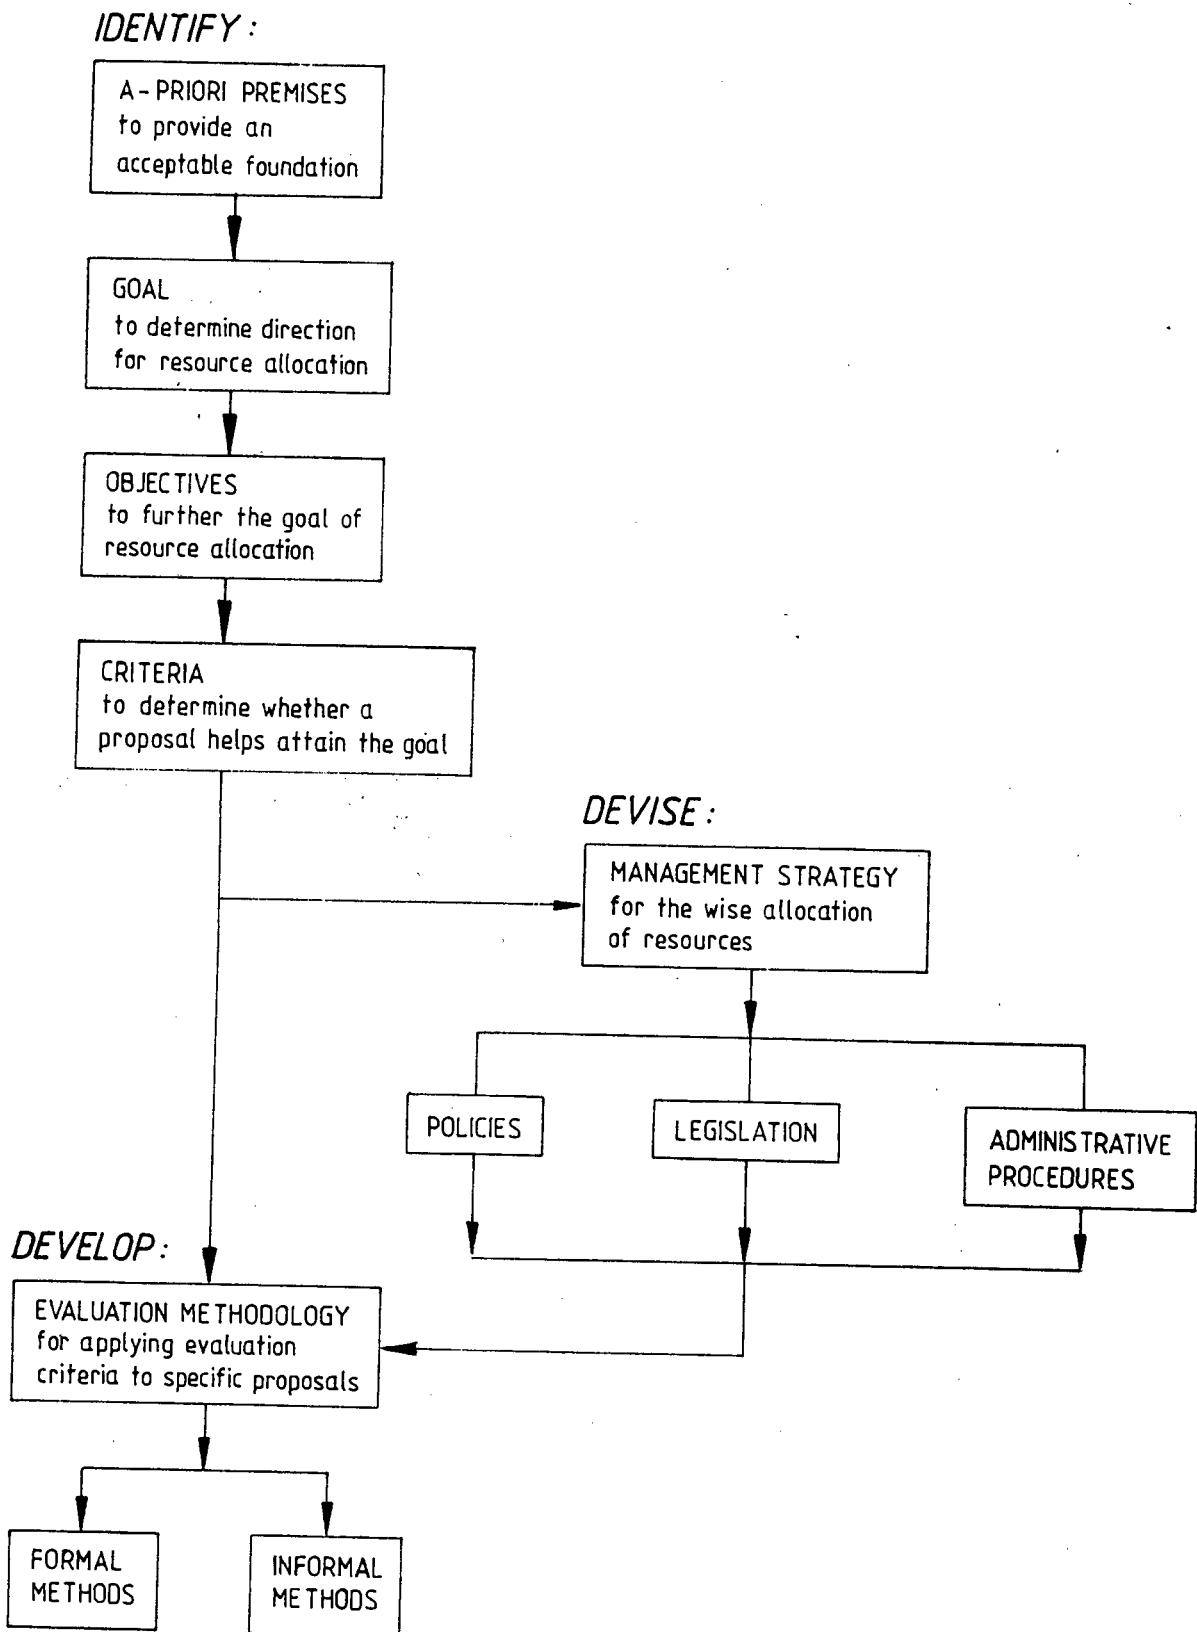 IDENTIFY:
A-PRIORI PREMISES
to provide an
acceptable foundation
GOAL
to determine direction
for resource allocation
OBJECTIVES
to further the goal of
resource allocation
CRITERIA
to determine whether a
proposal helps attain the goal
DEVISE:
MANAGEMENT STRATEGY
for the wise allocation
of resources
POLICIES
LEGISLATION
ADMINISTRATIVE
PROCEDURES
DEVELOP:
EVALUATION METHODOLOGY
for applying evaluation
criteria to specific proposals
FORMAL
METHODS
INFORMAL
METHODS